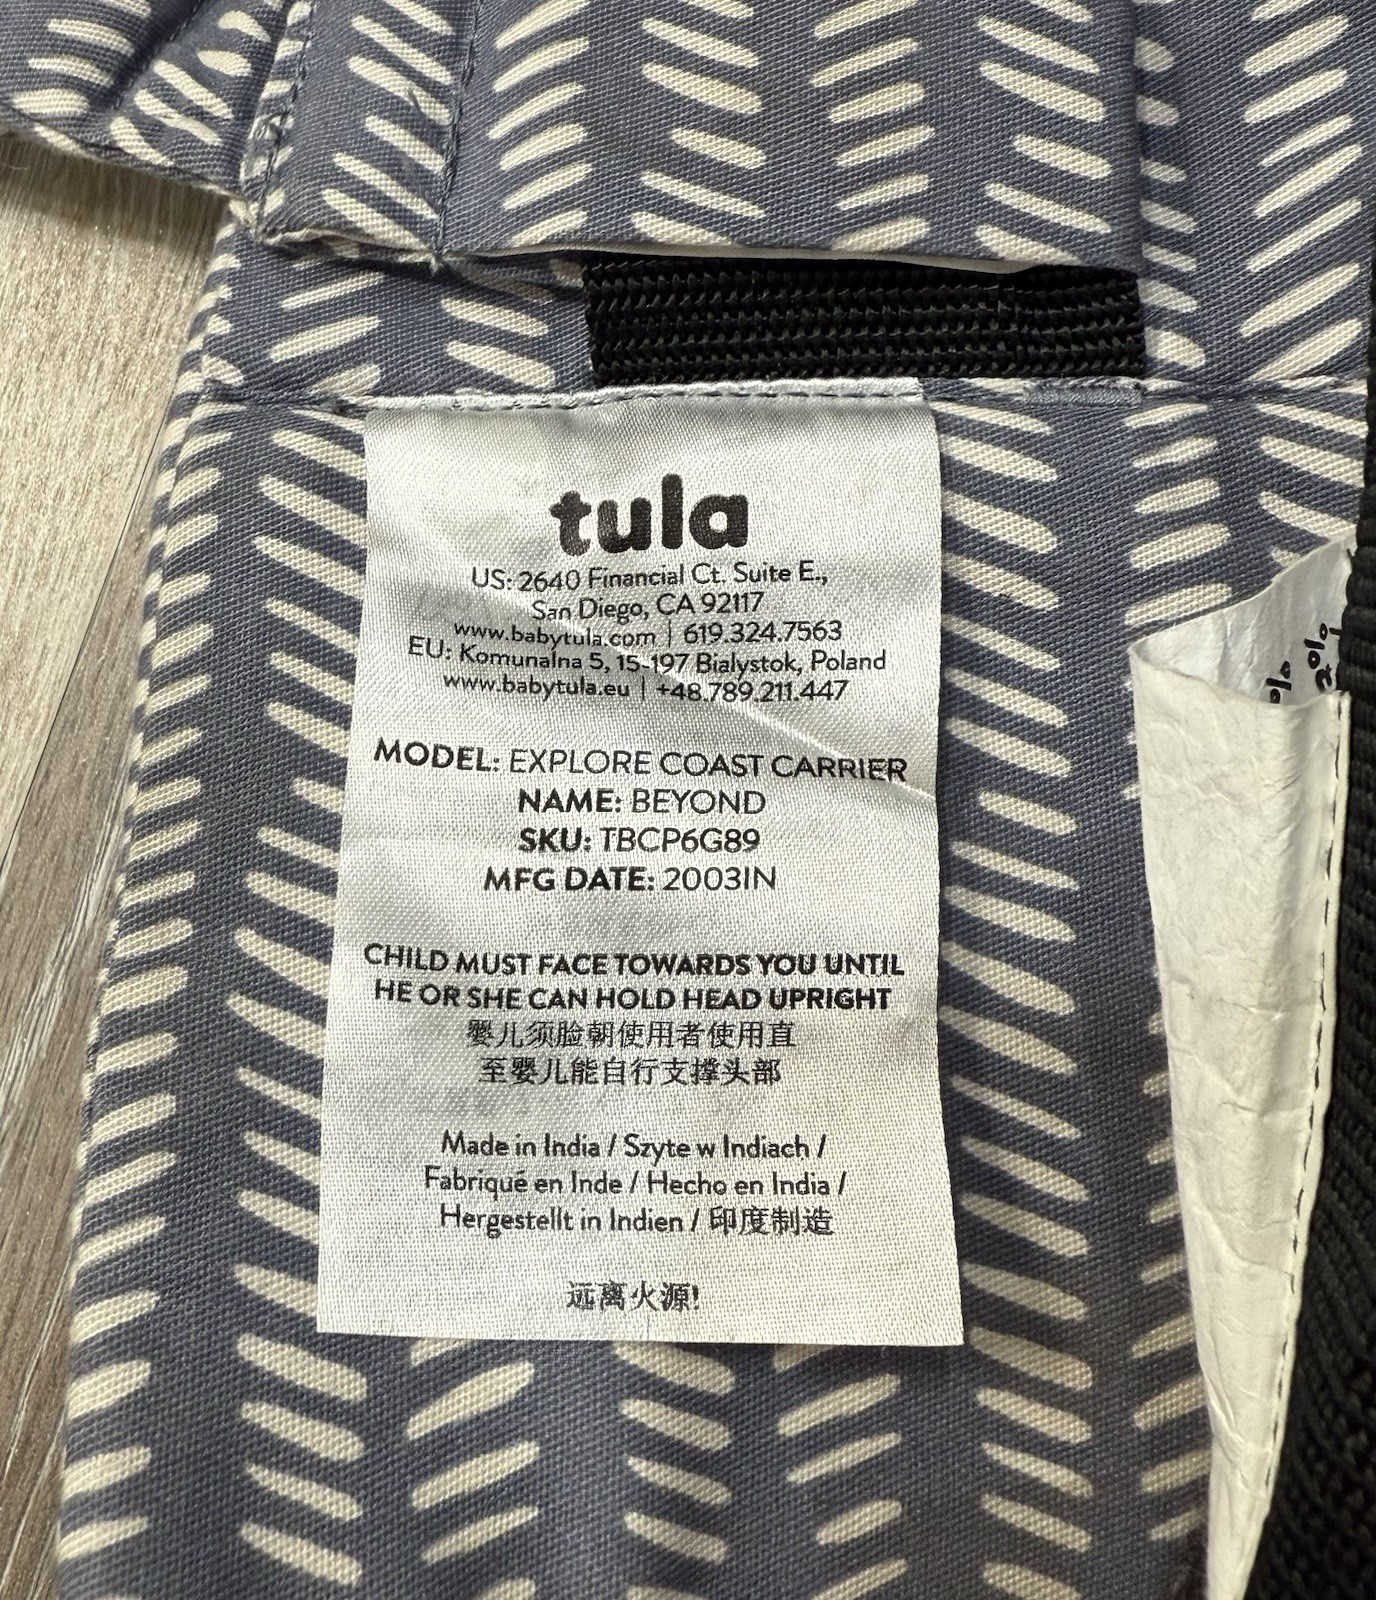 tula
US: 2640 Financial Ct. Suite E.,
San Diego, CA 92117
www.babytula.com | 619.324.7563
EU: Komunalna 5, 15-197 Bialystok, Poland
www.babytula.eu | +48.789.211.447
MODEL: EXPLORE COAST CARRIER
NAME: BEYOND
SKU: TBCP6G89
MFG DATE: 2003IN
CHILD MUST FACE TOWARDS YOU UNTIL
HE OR SHE CAN HOLD HEAD UPRIGHT
婴儿须脸朝使用者使用直
至婴儿能自行支撑头部
Made in India / Szyte w Indiach /
Fabriqué en Inde / Hecho en India /
Hergestellt in Indien / 印度制造
远离火源!